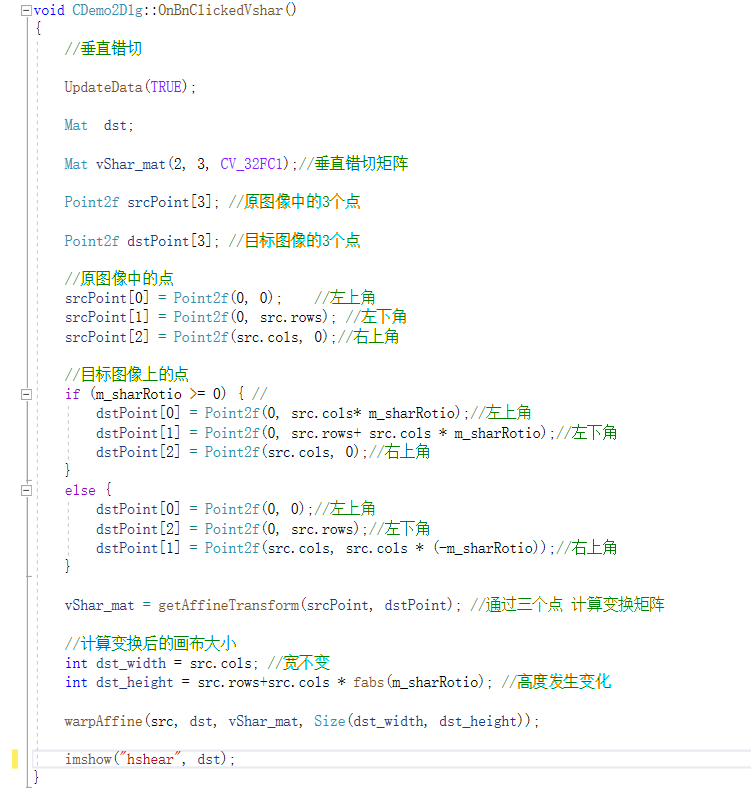 void CDemo2Dlg::OnBnClickedVshar()
{
//垂直错切
UpdateData(TRUE);
Mat  dst;
Mat vShar_mat(2, 3, CV_32FC1);//垂直错切矩阵
Point2f srcPoint[3]; //原图像中的3个点
Point2f dstPoint[3]; //目标图像的3个点
//原图像中的点
srcPoint[0] = Point2f(0, 0);    //左上角
srcPoint[1] = Point2f(0, src.rows); //左下角
srcPoint[2] = Point2f(src.cols, 0);//右上角
//目标图像上的点
if (m_sharRotio >= 0) { //
dstPoint[0] = Point2f(0, src.cols* m_sharRotio);//左上角
dstPoint[1] = Point2f(0, src.rows+ src.cols * m_sharRotio);//左下角
dstPoint[2] = Point2f(src.cols, 0);//右上角
}
else {
dstPoint[0] = Point2f(0, 0);//左上角
dstPoint[2] = Point2f(0, src.rows);//左下角
dstPoint[1] = Point2f(src.cols, src.cols * (-m_sharRotio));//右上角
}
vShar_mat = getAffineTransform(srcPoint, dstPoint); //通过三个点 计算变换矩阵
//计算变换后的画布大小
int dst_width = src.cols; //宽不变
int dst_height = src.rows+src.cols * fabs(m_sharRotio); //高度发生变化
warpAffine(src, dst, vShar_mat, Size(dst_width, dst_height));
imshow("hshear", dst);
}